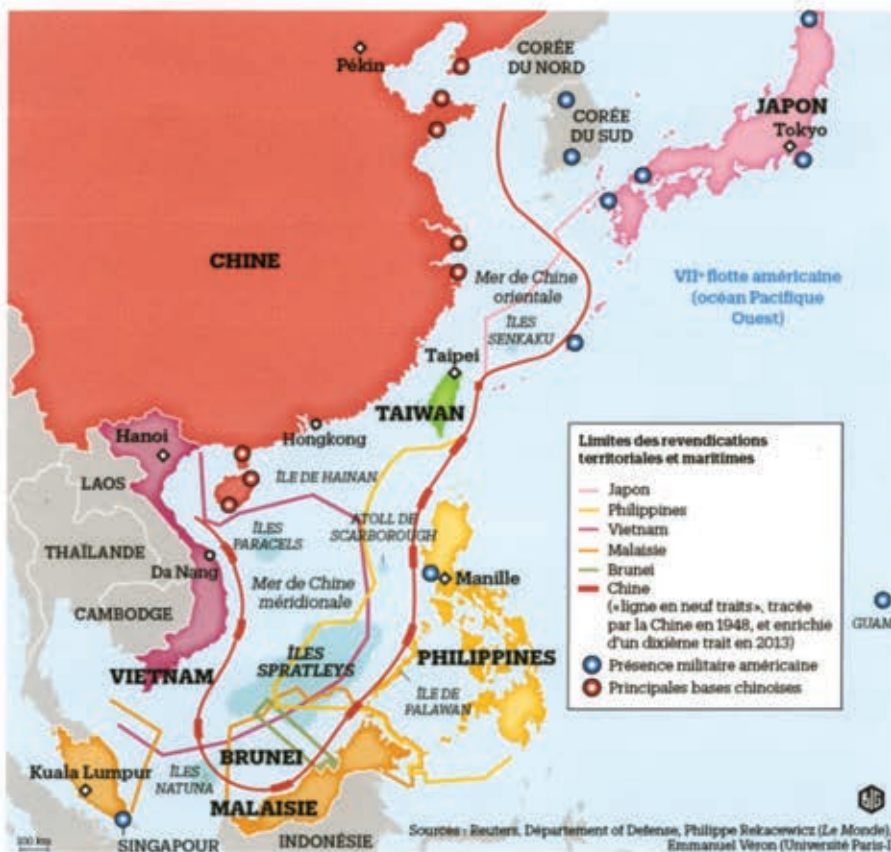 Pékin
CORÉE
DU NORD
CORÉE
DU SUD
JAPON
Tokyo
CHINE
Mer de Chine
orientale
VIIe flotte américaine
(océan Pacifique
Ouest)
ÎLES
SENKAKU
Taipei
TAIWAN
Hanoi
Hongkong
LAOS
ÎLE DE HAINAN
THAÏLANDE
ÎLES
PARACELS
ATOLL DE
SCARBOROUGH
Da Nang
Mer de Chine
méridionale
Manille
CAMBODGE
GUAM
VIETNAM
ÎLES
SPRATLEYS
PHILIPPINES
ÎLE DE
PALAWAN
BRUNEI
Kuala Lumpur
ÎLES
NATUNA
MALAISIE
SINGAPOUR
INDONÉSIE
500 km
Limites des revendications
territoriales et maritimes
Japon
Philippines
Vietnam
Malaisie
Brunei
Chine
(«ligne en neuf traits», tracée
par la Chine en 1948, et enrichie
d'un dixième trait en 2013)
Présence militaire américaine
Principales bases chinoises
Sources : Reuters, Département of Defense, Philippe Rekacewicz (Le Monde),
Emmanuel Véron (Université Paris-